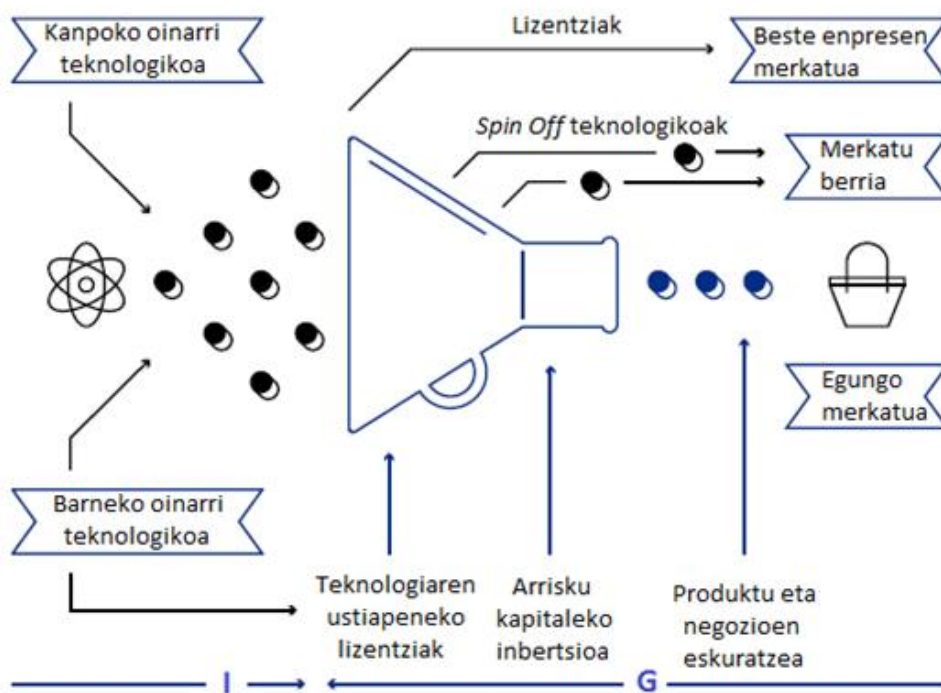 Kanpoko oinarri
teknologikoa
Lizentziak
Beste enpresen
merkatua
Spin Off teknologikoak
Merkatu
berria
Egungo
merkatua
Barneko oinarri
teknologikoa
Teknologiaren
ustiapeneko
lizentziak
Arrisku
kapitaleko
inbertsioa
Produktu eta
negozioen
eskuratzea
I
G